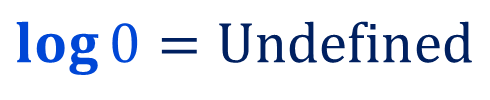 log 0 = Undefined